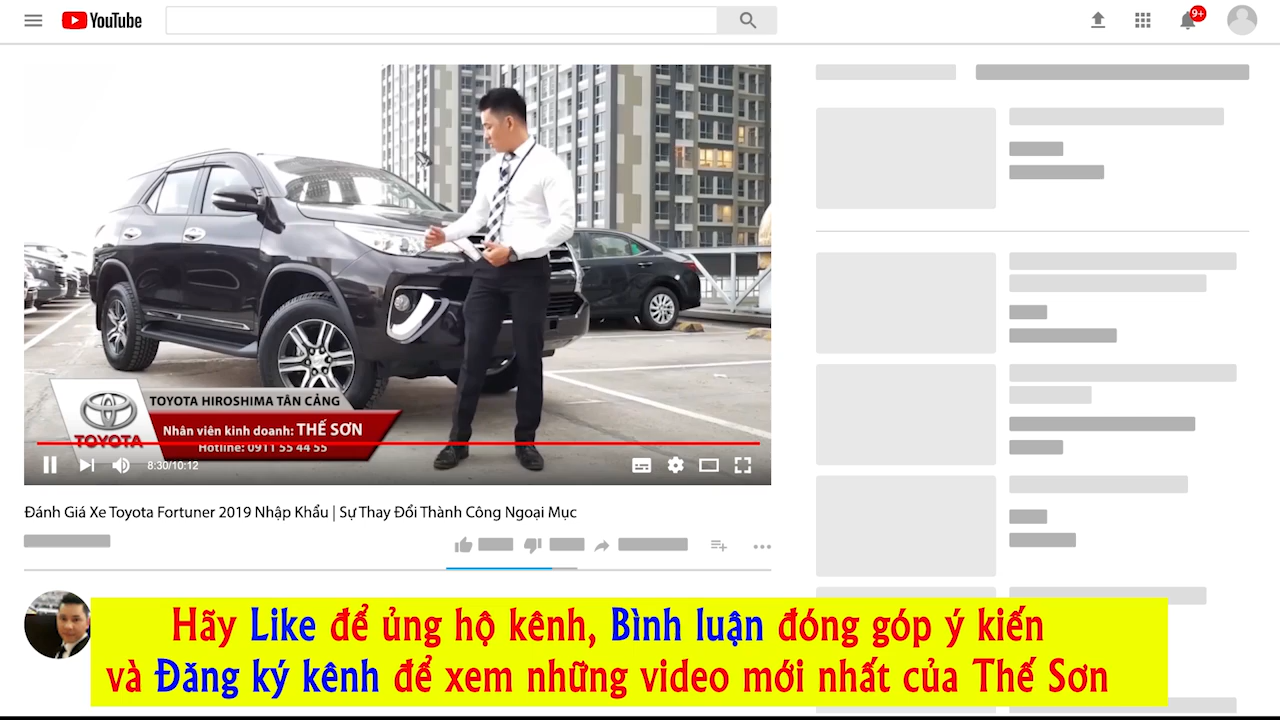 YouTube
9+
TOYOTA HIROSHIMA TÂN CẢNG
Nhân viên kinh doanh: THẾ SƠN
TOYOTA
Hotline: 0911 55 44 55
8:30/10:12
Đánh Giá Xe Toyota Fortuner 2019 Nhập Khẩu | Sự Thay Đổi Thành Công Ngoại Mục
Hãy Like để ủng hộ kênh, Bình luận đóng góp ý kiến
và Đăng ký kênh để xem những video mới nhất của Thế Sơn